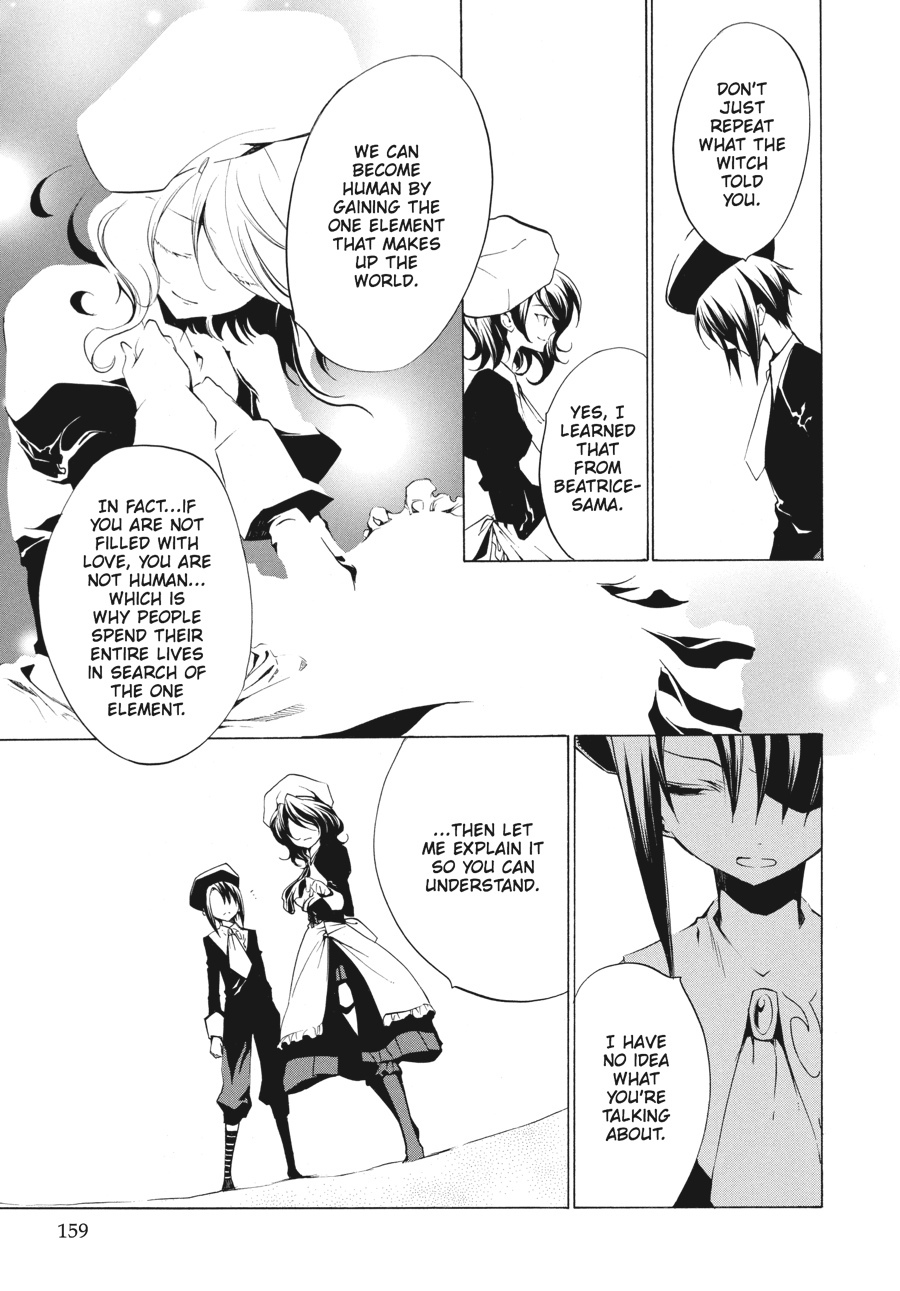 DON'T
JUST
REPEAT
WHAT THE
WITCH
TOLD
YOU.
YES, I
LEARNED
THAT
FROM
BEATRICE-
SAMA.
WE CAN
BECOME
HUMAN BY
GAINING THE
ONE ELEMENT
THAT MAKES
UP THE
WORLD.
IN FACT...IF
YOU ARE NOT
FILLED WITH
LOVE, YOU ARE
NOT HUMAN...
WHICH IS
WHY PEOPLE
SPEND THEIR
ENTIRE LIVES
IN SEARCH OF
THE ONE
ELEMENT.
I HAVE
NO IDEA
WHAT
YOU'RE
TALKING
ABOUT.
...THEN LET
ME EXPLAIN IT
SO YOU CAN
UNDERSTAND.
159